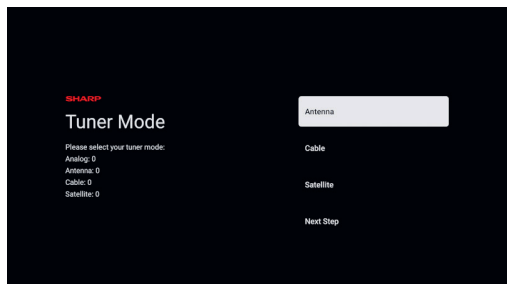 SHARP
Tuner Mode
Please select your tuner mode:
Analog: 0
Antenna: 0
Cable: 0
Satellite: 0
Antenna
Cable
Satellite
Next Step